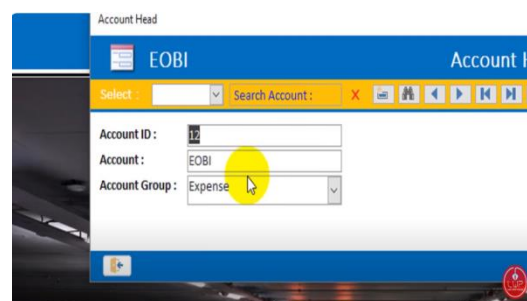 Account Head
EOBI Account H
Select : Search Account : X
Account ID : 12
Account : EOBI
Account Group : Expense